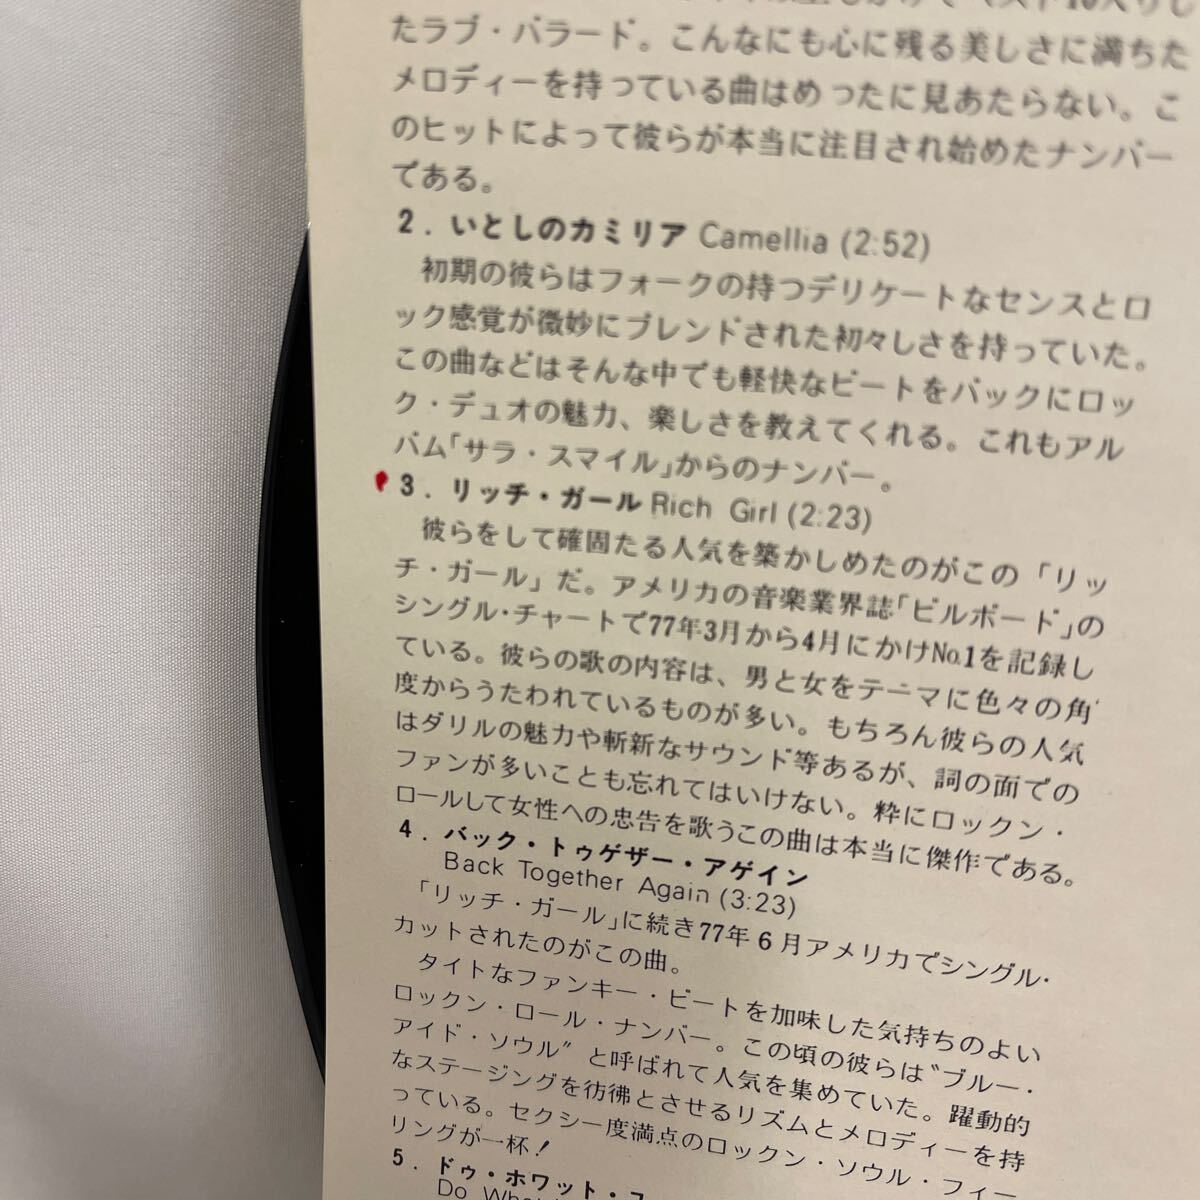 たラブ・バラード。こんなにも心に残る美しさに満ちた
メロディーを持っている曲はめったに見あたらない。こ
のヒットによって彼らが本当に注目され始めたナンバー
である。
2．いとしのカミリア Camellia (2:52)
初期の彼らはフォークの持つデリケートなセンスとロ
ック感覚が微妙にブレンドされた初々しさを持っていた。
この曲などはそんな中でも軽快なビートをバックにロッ
ク・デュオの魅力、楽しさを教えてくれる。これもアル
バム「サラ・スマイル」からのナンバー。
3．リッチ・ガール Rich Girl (2:23)
彼らをして確固たる人気を築かしめたのがこの「リッ
チ・ガール」だ。アメリカの音楽業界誌「ビルボード」の
シングル・チャートで77年3月から4月にかけNo.1を記録し
ている。彼らの歌の内容は、男と女をテーマに色々の角
度からうたわれているものが多い。もちろん彼らの人気
はダリルの魅力や斬新なサウンド等あるが、詞の面での
ファンが多いことも忘れてはいけない。粋にロックン・
ロールして女性への忠告を歌うこの曲は本当に傑作である。
4．バック・トゥゲザー・アゲイン
Back Together Again (3:23)
「リッチ・ガール」に続き77年6月アメリカでシングル・
カットされたのがこの曲。
タイトなファンキー・ビートを加味した気持ちのよい
ロックン・ロール・ナンバー。この頃の彼らは〝ブルー・
アイド・ソウル〟と呼ばれて人気を集めていた。躍動的
なステージングを彷彿とさせるリズムとメロディーを持
っている。セクシー度満点のロックン・ソウル・フィー
リングが一杯！
5．ドゥ・ホワット・ユ
Do What